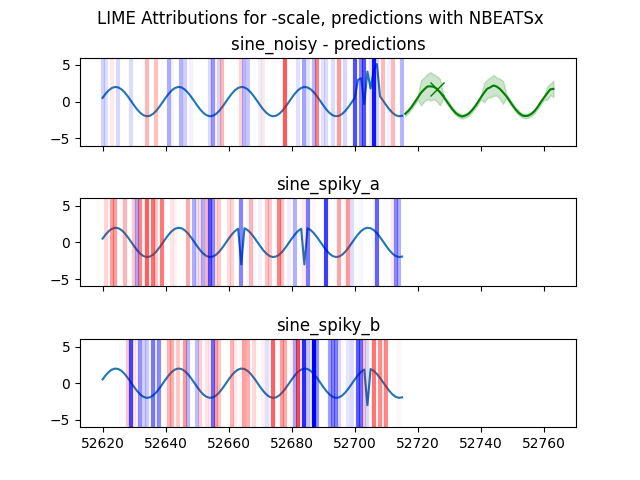 LIME Attributions for -scale, predictions with NBEATSx
sine_noisy - predictions
5
0
−5
sine_spiky_a
5
0
−5
sine_spiky_b
5
0
−5
52620 52640 52660 52680 52700 52720 52740 52760